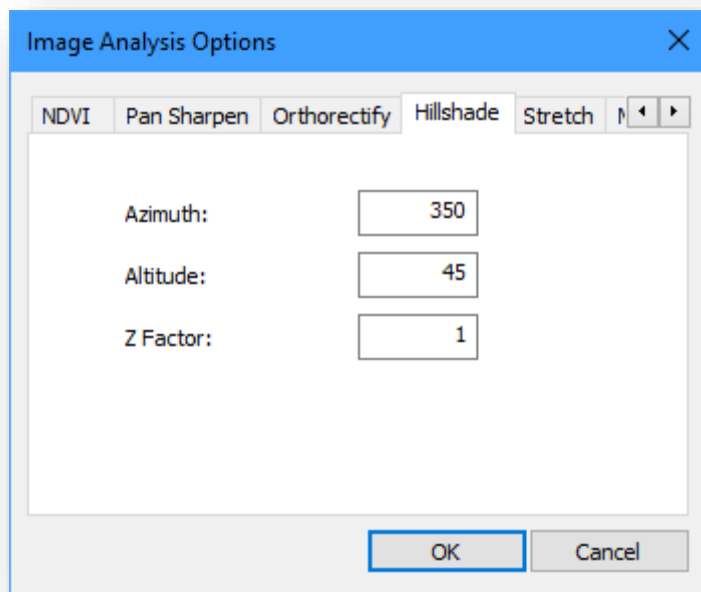 Image Analysis Options
NDVI Pan Sharpen Orthorectify Hillshade Stretch
Azimuth: 350
Altitude: 45
Z Factor: 1
OK Cancel